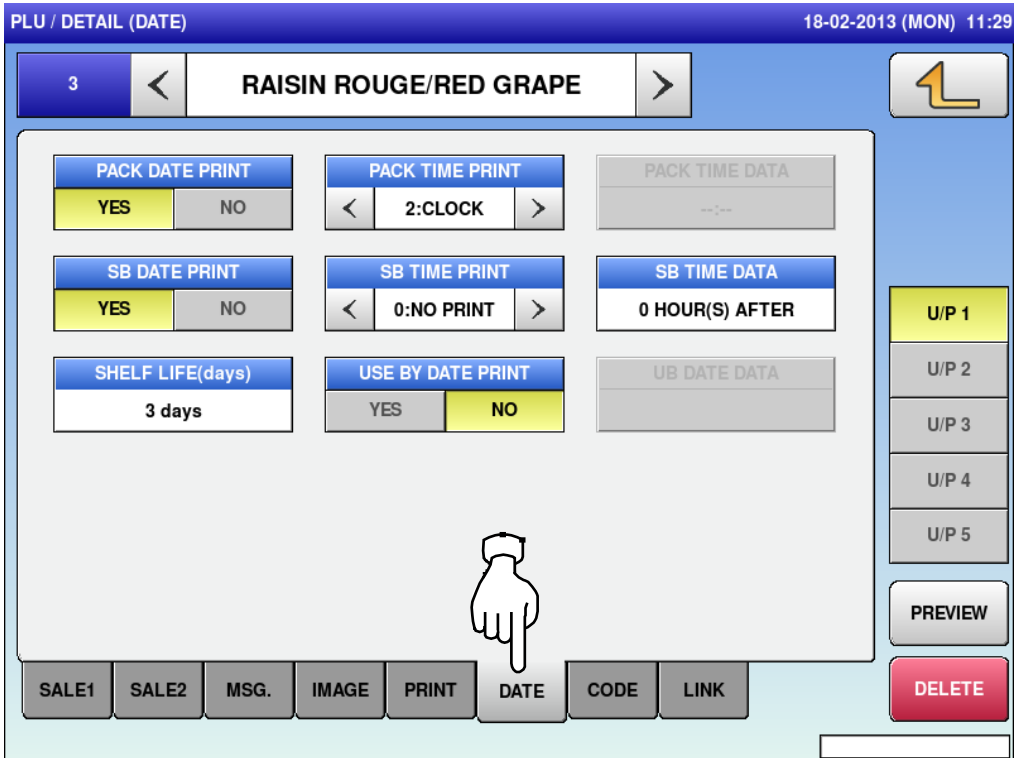 PLU / DETAIL (DATE) 18-02-2013 (MON) 11:29
3 < RAISIN ROUGE/RED GRAPE >
PACK DATE PRINT PACK TIME PRINT PACK TIME DATA
YES NO < 2:CLOCK > --:--
SB DATE PRINT SB TIME PRINT SB TIME DATA
YES NO < 0:NO PRINT > 0 HOUR(S) AFTER
U/P 1
SHELF LIFE(days) USE BY DATE PRINT UB DATE DATA
U/P 2
3 days YES NO
U/P 3
U/P 4
U/P 5
PREVIEW
SALE1 SALE2 MSG. IMAGE PRINT DATE CODE LINK DELETE